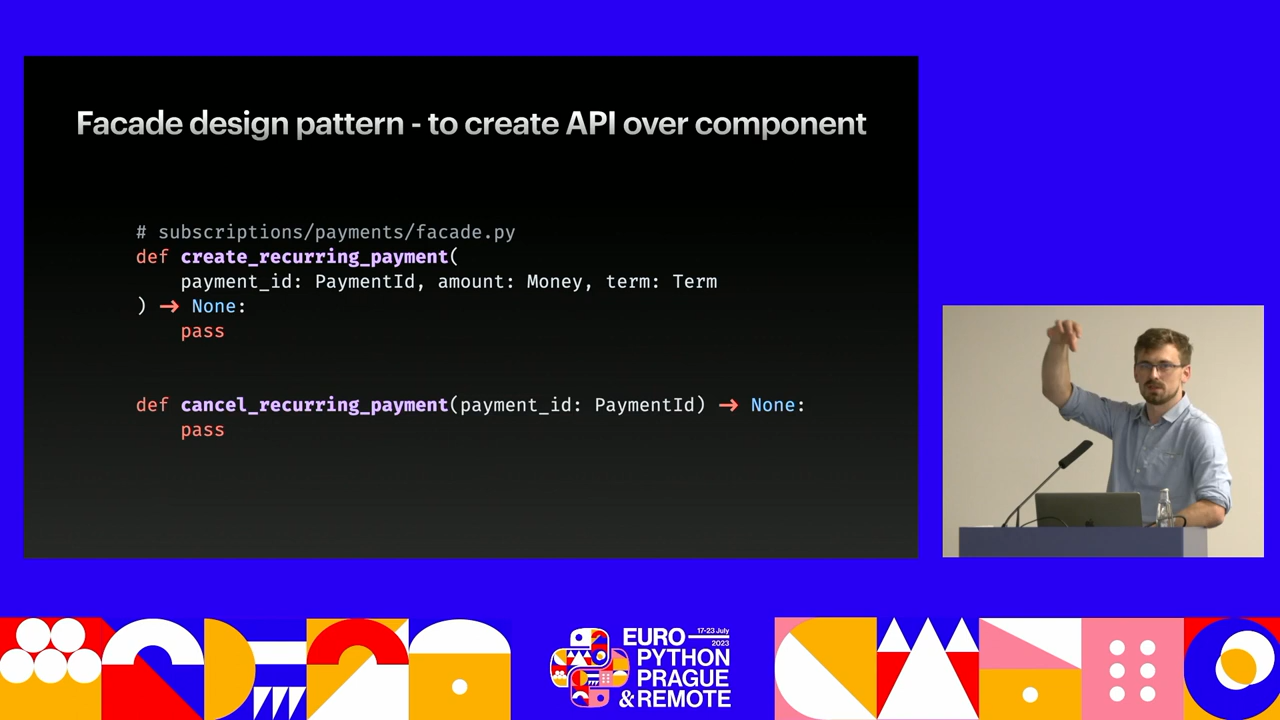 Facade design pattern - to create API over component
# subscriptions/payments/facade.py
def create_recurring_payment(
payment_id: PaymentId, amount: Money, term: Term
) → None:
pass
def cancel_recurring_payment(payment_id: PaymentId) → None:
pass
17-23 July
2023
EURO
PYTHON
PRAGUE
& REMOTE